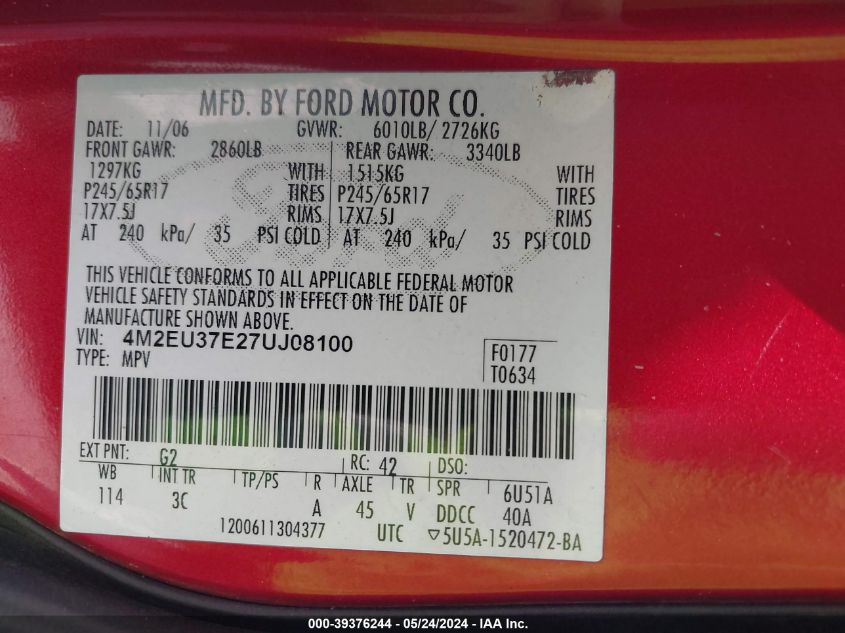 MFD. BY FORD MOTOR CO.
DATE: 11/06 GVWR: 6010LB/ 2726KG
FRONT GAWR: 2860LB REAR GAWR: 3340LB
1297KG WITH 1515KG WITH
P245/65R17 TIRES P245/65R17 TIRES
17X7.5J RIMS 17X7.5J RIMS
AT 240 kPa/ 35 PSI COLD AT 240 kPa/ 35 PSI COLD
Ford
THIS VEHICLE CONFORMS TO ALL APPLICABLE FEDERAL MOTOR
VEHICLE SAFETY STANDARDS IN EFFECT ON THE DATE OF
MANUFACTURE SHOWN ABOVE.
VIN: 4M2EU37E27UJ08100
TYPE: MPV
F0177
T0634
EXT PNT: G2 RC: 42 DSO:
WB INT TR TP/PS R AXLE TR SPR 6U51A
114 3C A 45 V DDCC 40A
1200611304377 UTC ▽5U5A-1520472-BA
000-39376244 — 05/24/2024 — IAA Inc.